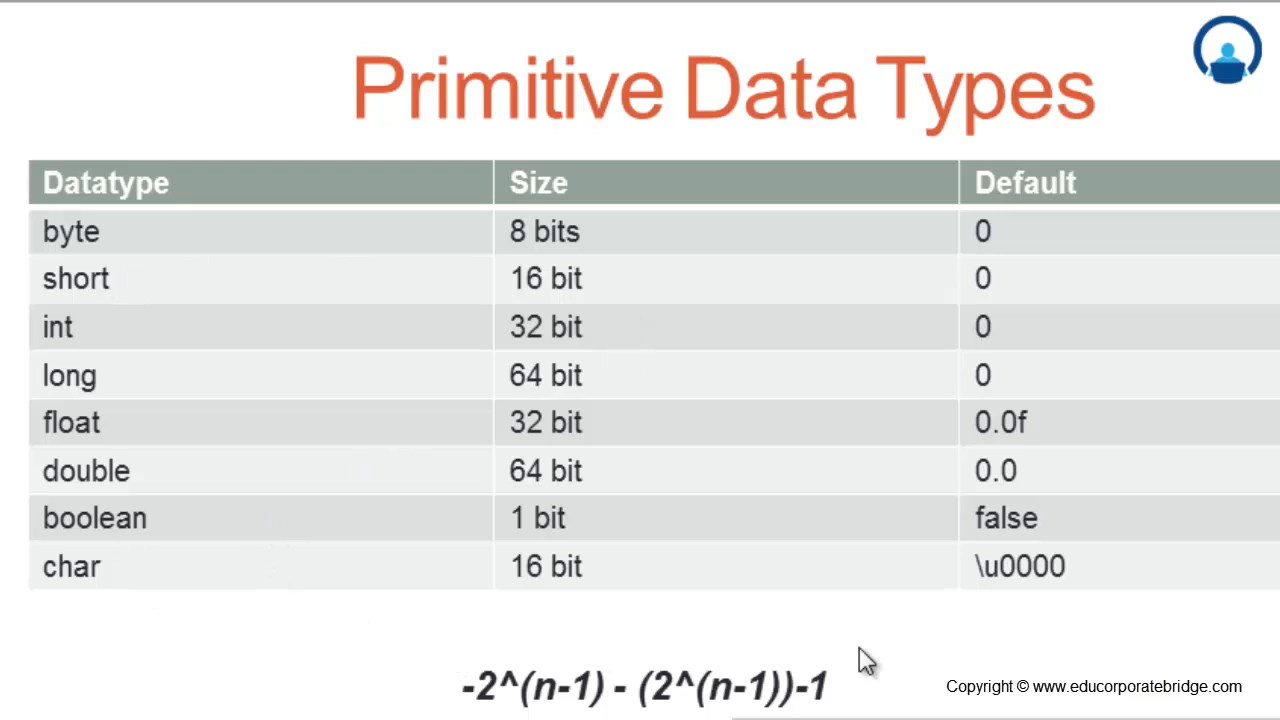 Primitive Data Types
Datatype Size Default
byte 8 bits 0
short 16 bit 0
int 32 bit 0
long 64 bit 0
float 32 bit 0.0f
double 64 bit 0.0
boolean 1 bit false
char 16 bit \u0000
-2^(n-1) - (2^(n-1))-1
Copyright © www.educorporatebridge.com